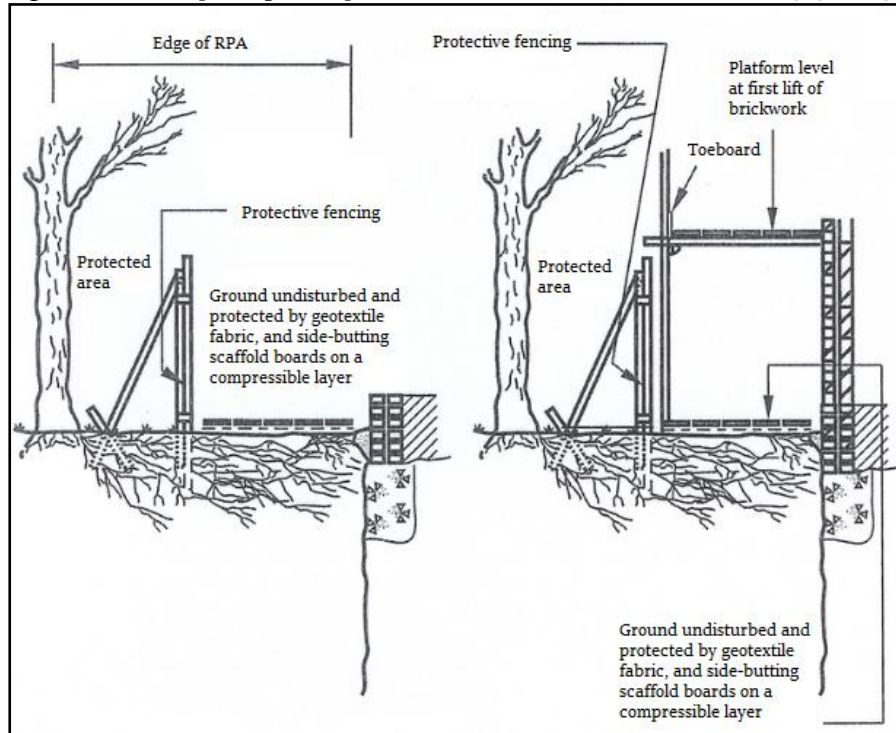 Edge of RPA
Protective fencing
Protected
area
Ground undisturbed and
protected by geotextile
fabric, and side-butting
scaffold boards on a
compressible layer
Protective fencing
Platform level
at first lift of
brickwork
Toeboard
Protected
area
Ground undisturbed and
protected by geotextile
fabric, and side-butting
scaffold boards on a
compressible layer